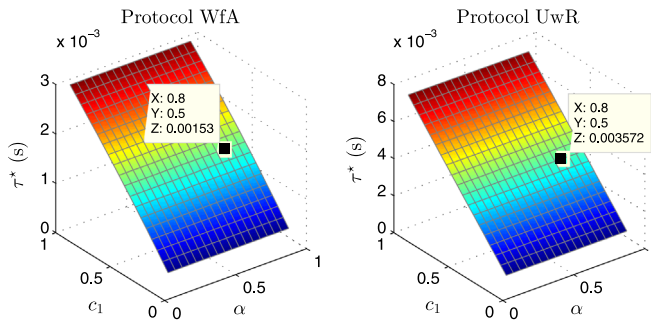 Protocol WfA
x 10⁻³
3
2
1
0
τ* (s)
X: 0.8
Y: 0.5
Z: 0.00153
1
0.5
0
c₁
0
0.5
1
α
Protocol UwR
x 10⁻³
8
6
4
2
0
τ* (s)
X: 0.8
Y: 0.5
Z: 0.003572
1
0.5
0
c₁
0
0.5
1
α